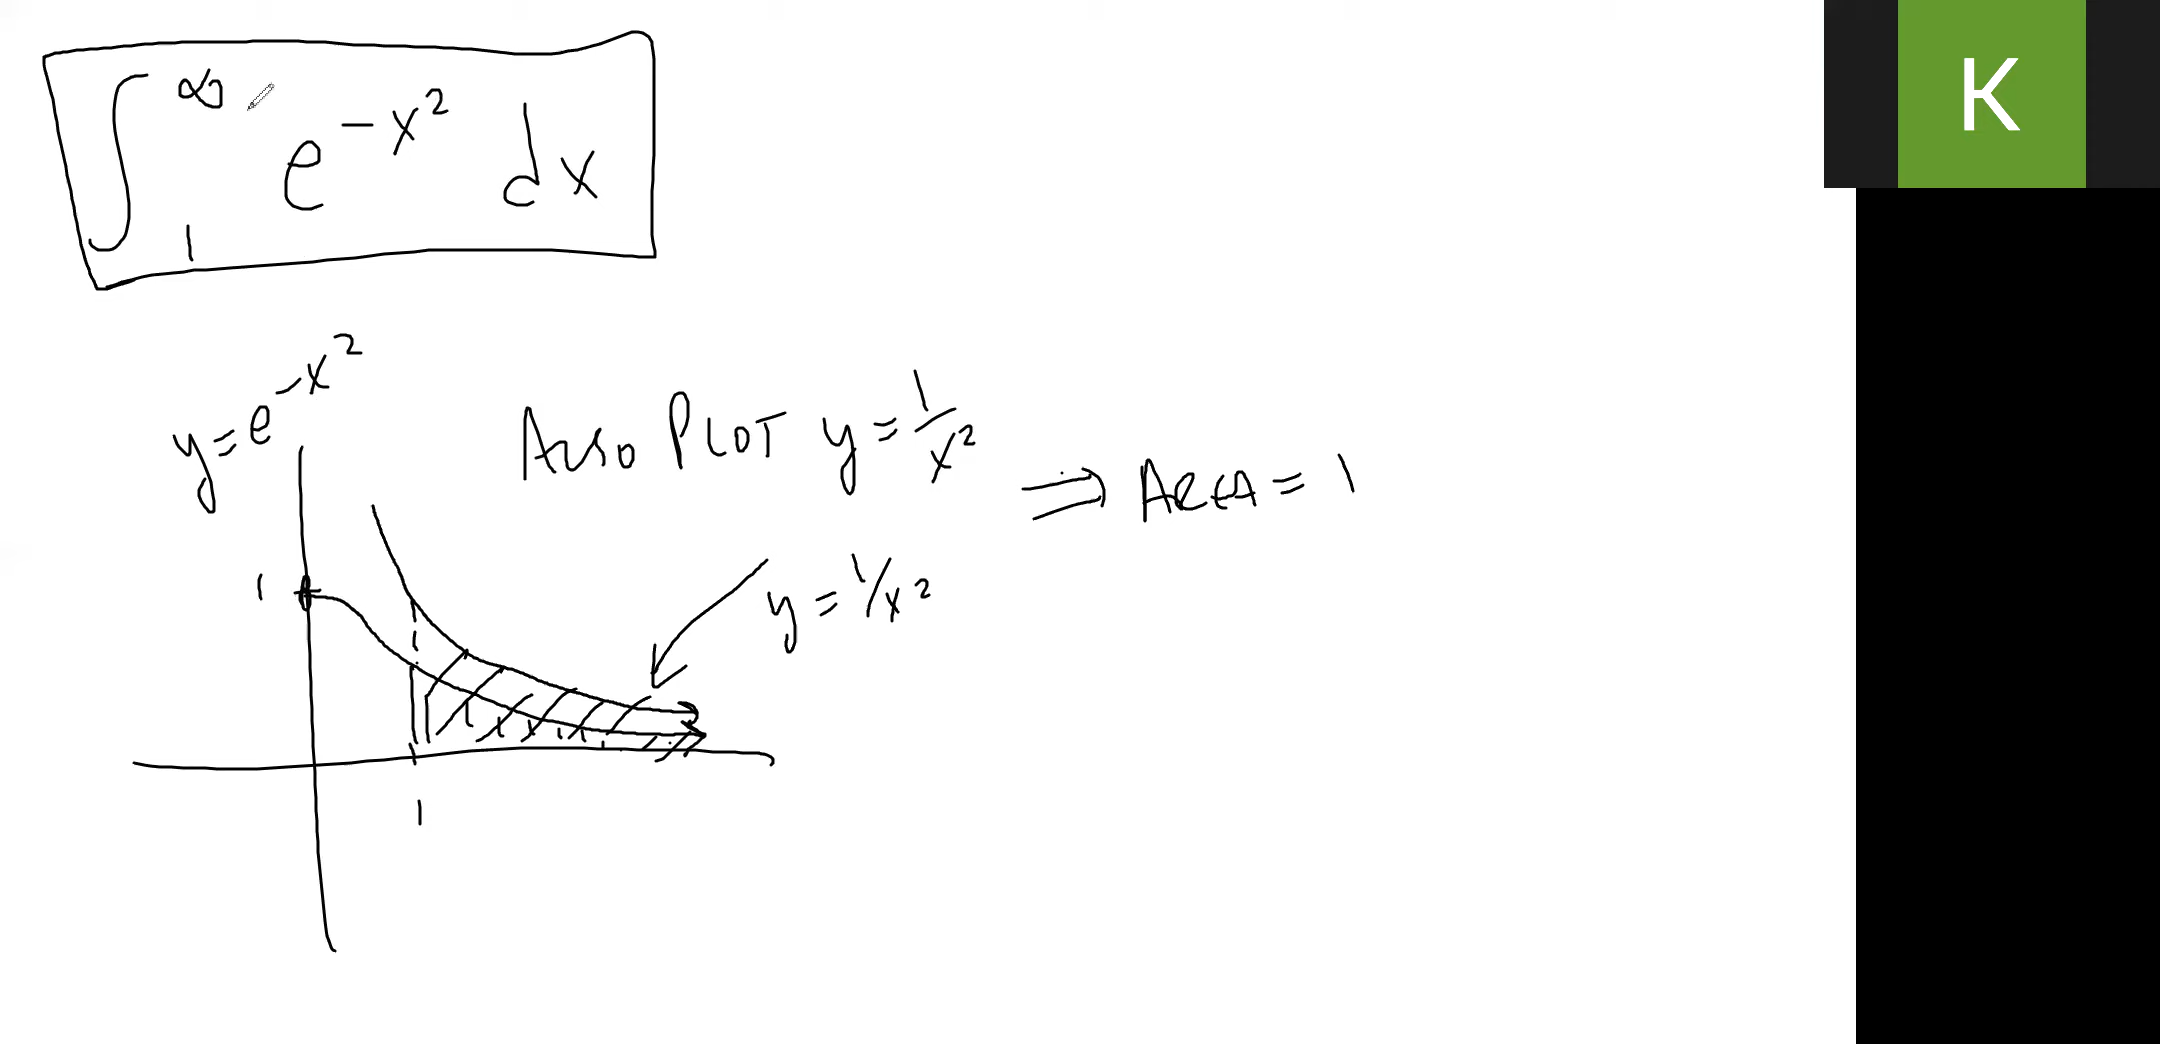 ∫₁^∞ e^{-x²} dx
y=e^{-x²}
ALSO PLOT y=1/x²
⇒ AREA = 1
y=1/x²
1
1
K